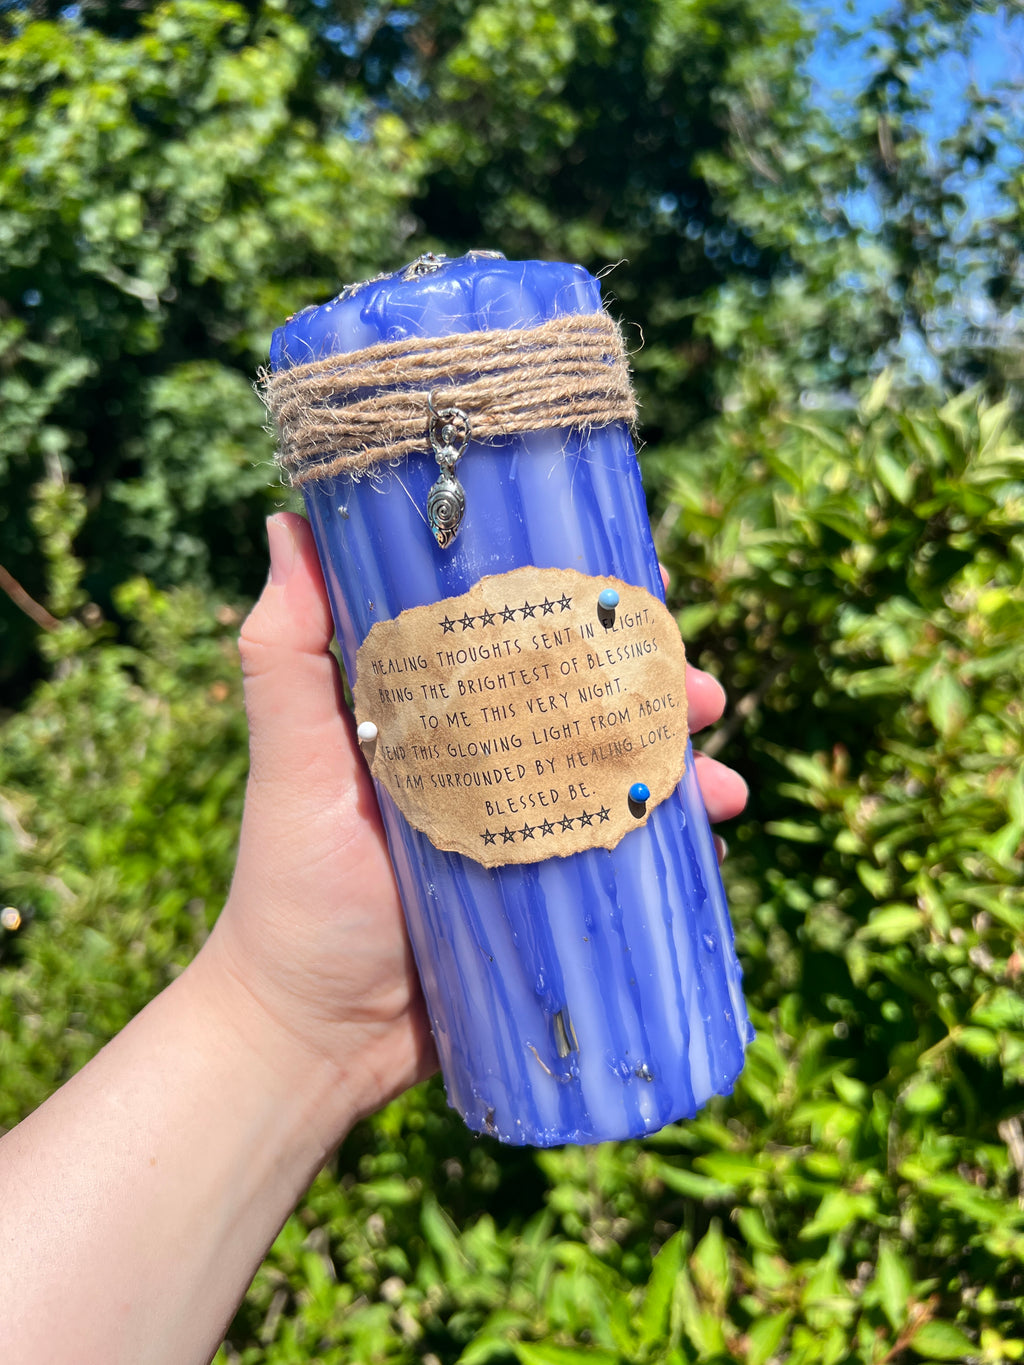 HEALING THOUGHTS SENT IN FLIGHT,
BRING THE BRIGHTEST OF BLESSINGS
TO ME THIS VERY NIGHT.
SEND THIS GLOWING LIGHT FROM ABOVE,
I AM SURROUNDED BY HEALING LOVE.
BLESSED BE.